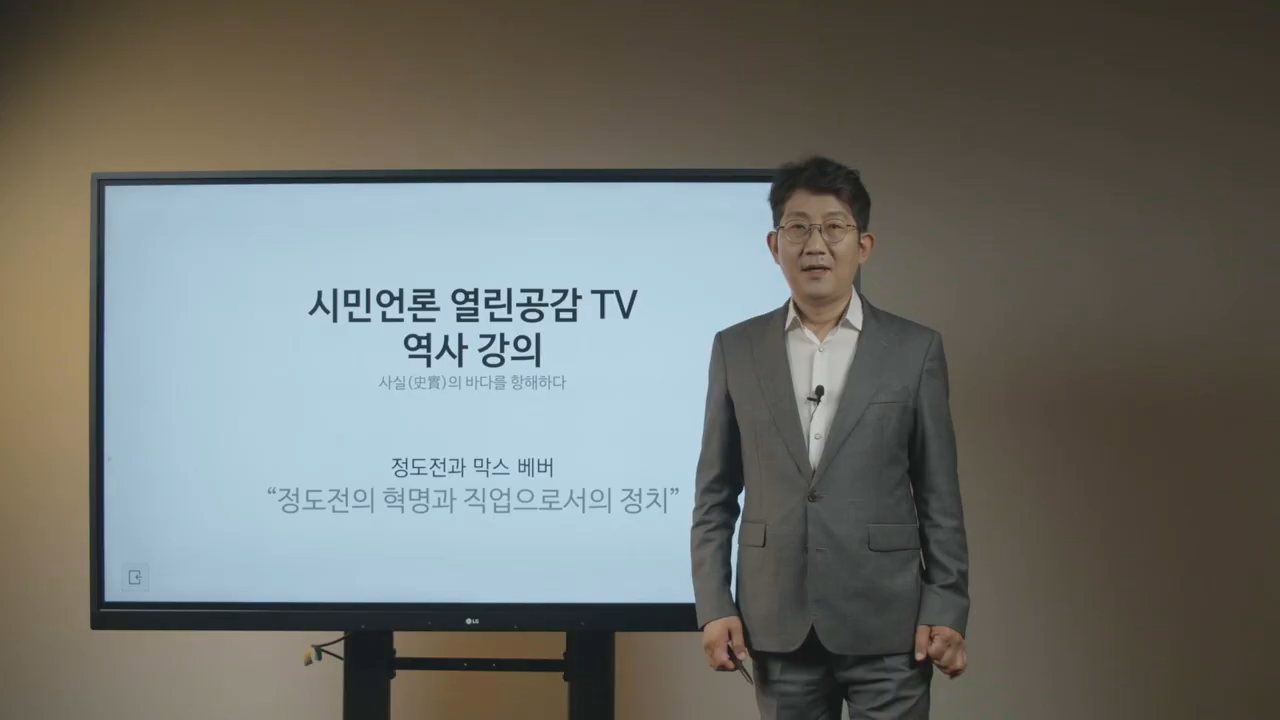 시민언론 열린공감 TV
역사 강의
사실(史實)의 바다를 항해하다
정도전과 막스 베버
“정도전의 혁명과 직업으로서의 정치”
LG